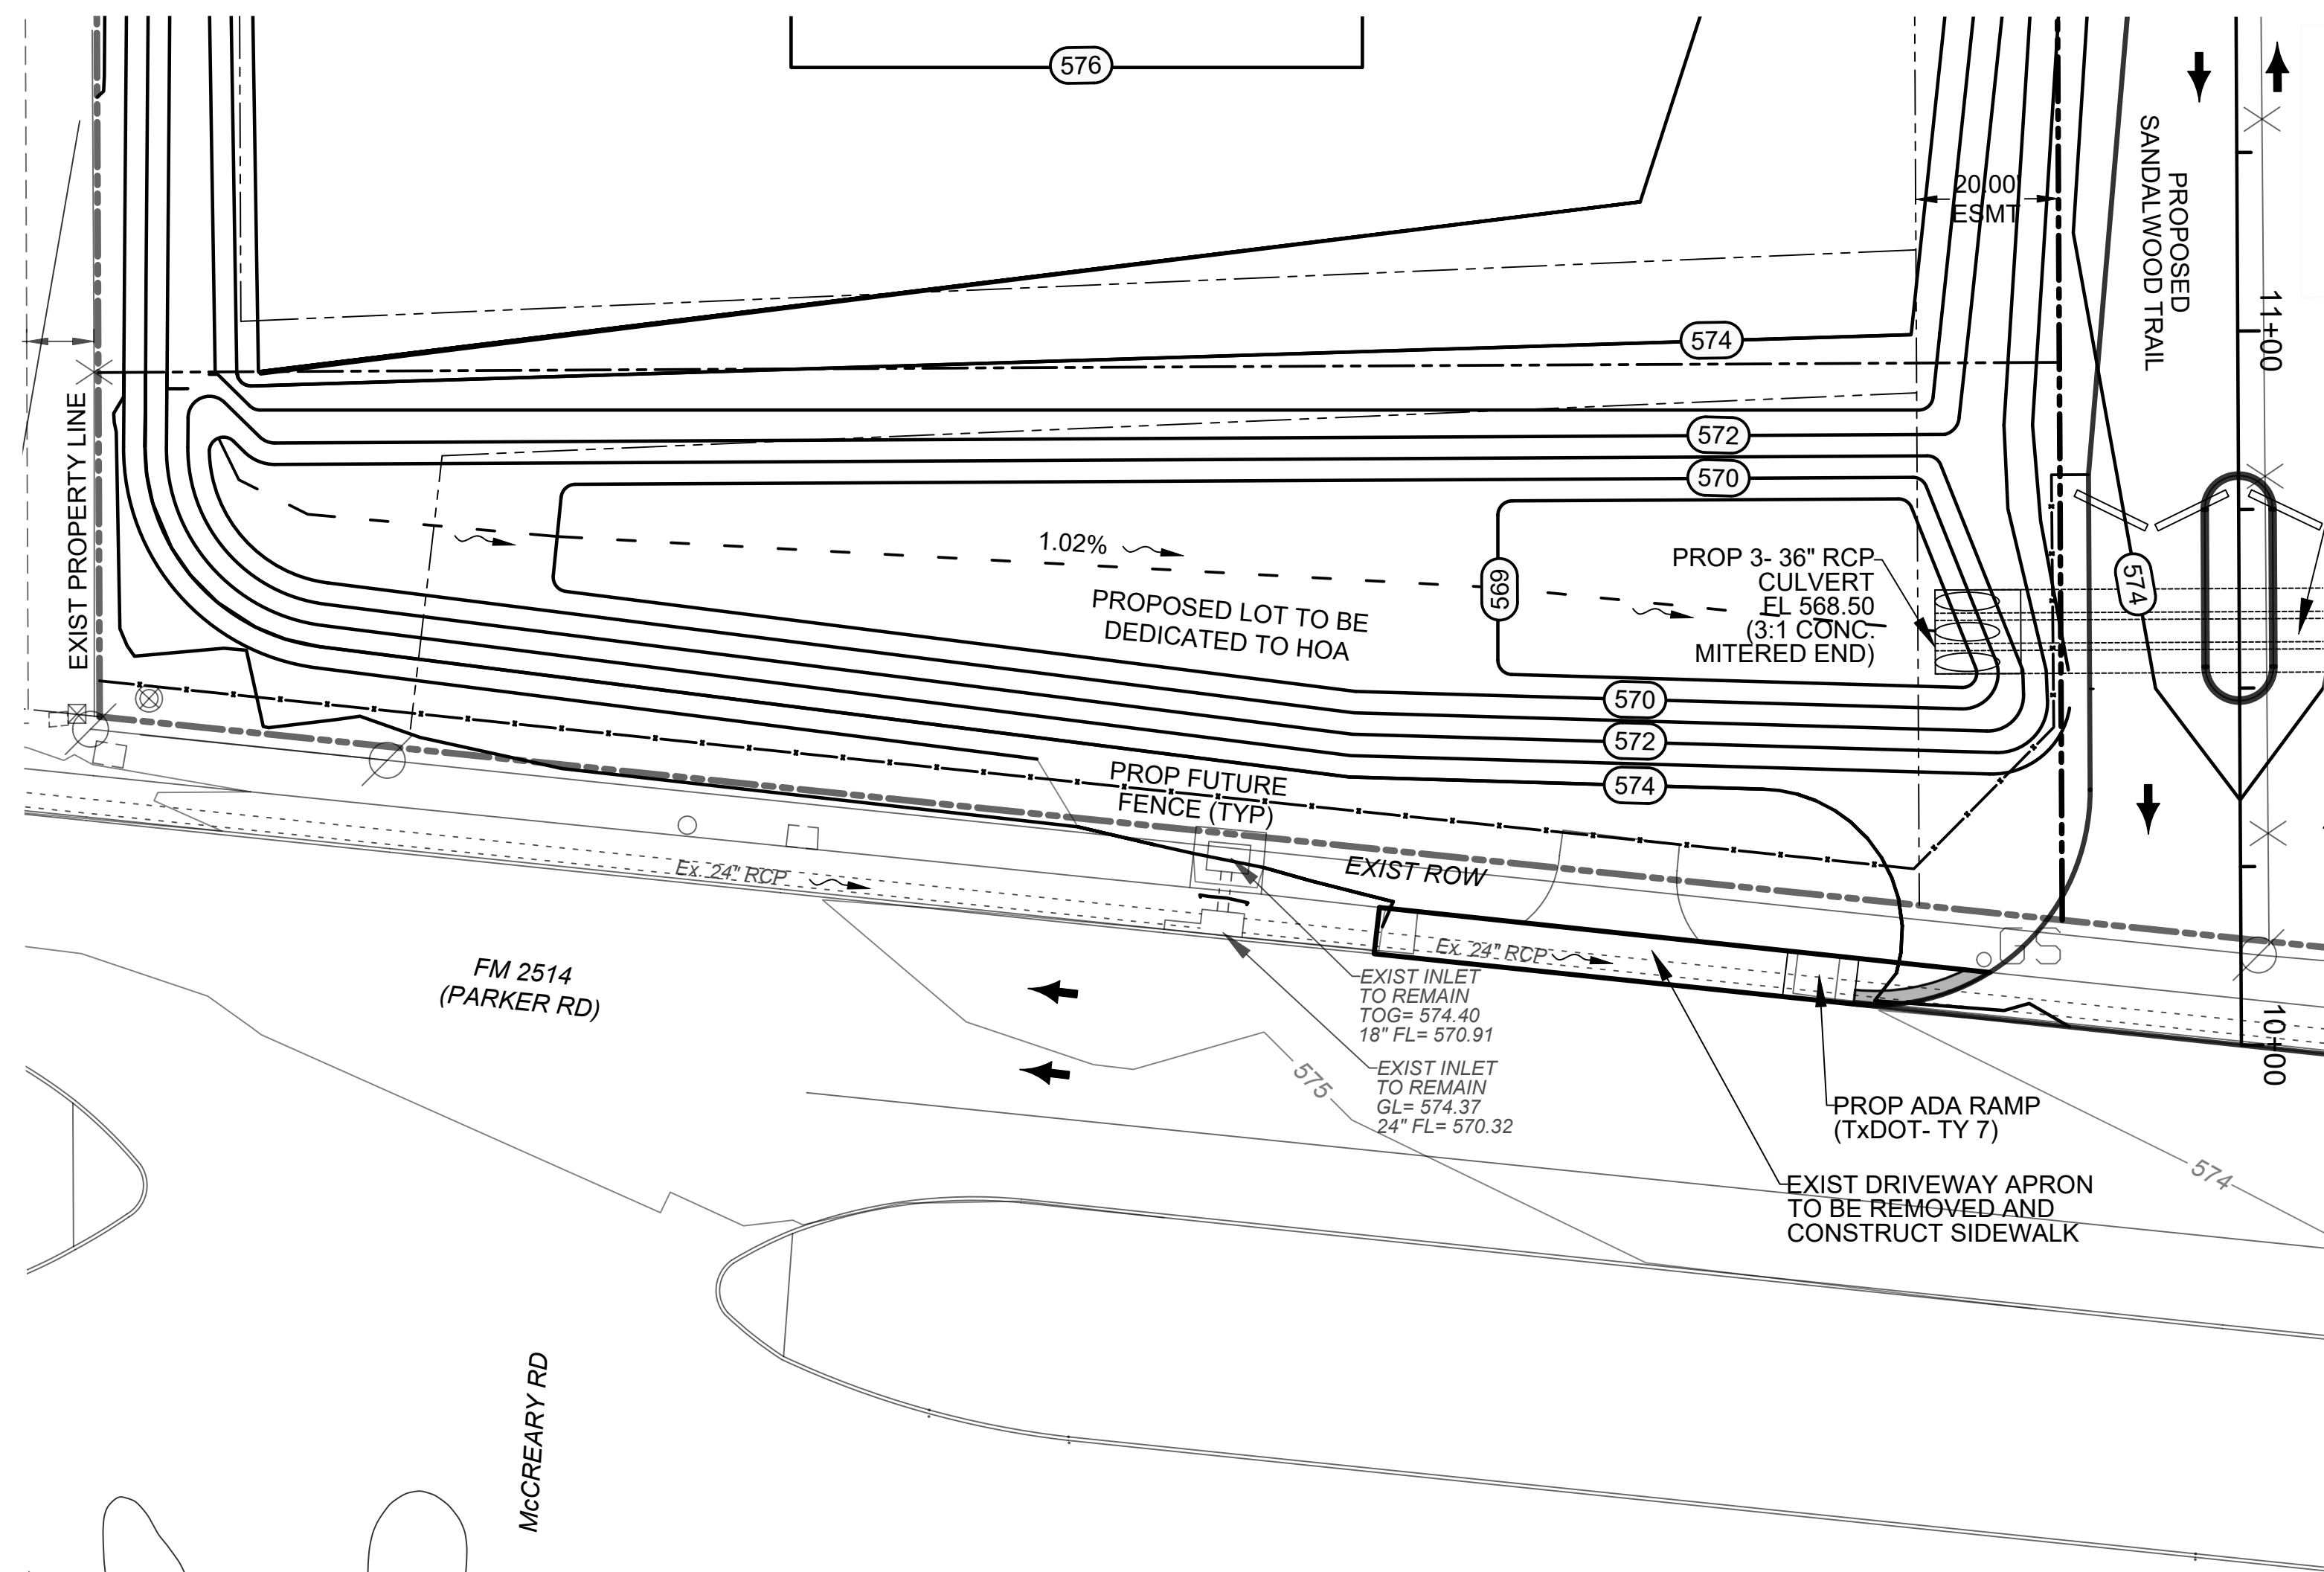 576
20.00'
ESMT
PROPOSED
SANDALWOOD TRAIL
11+00
574
572
570
EXIST PROPERTY LINE
1.02%
569
PROP 3- 36" RCP
CULVERT
FL 568.50
(3:1 CONC.
MITERED END)
574
PROPOSED LOT TO BE
DEDICATED TO HOA
570
572
574
PROP FUTURE
FENCE (TYP)
EXIST ROW
Ex. 24" RCP
Ex. 24" RCP
FM 2514
(PARKER RD)
EXIST INLET
TO REMAIN
TOG= 574.40
18" FL= 570.91
EXIST INLET
TO REMAIN
GL= 574.37
24" FL= 570.32
575
10+00
PROP ADA RAMP
(TxDOT- TY 7)
574
EXIST DRIVEWAY APRON
TO BE REMOVED AND
CONSTRUCT SIDEWALK
McCREARY RD